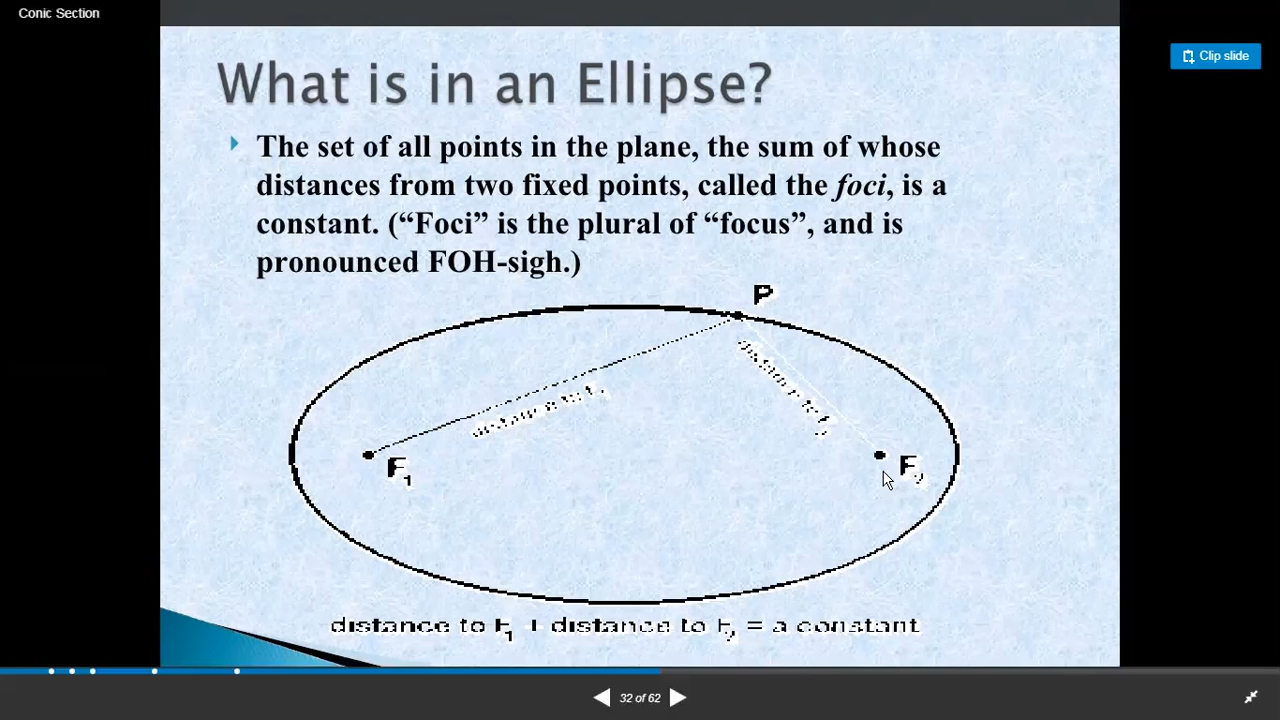 Conic Section
Clip slide
What is in an Ellipse?
The set of all points in the plane, the sum of whose
distances from two fixed points, called the foci, is a
constant. (“Foci” is the plural of “focus”, and is
pronounced FOH-sigh.)
P
distance to F₁
distance to F₂
F₁
F₂
distance to F₁ + distance to F₂ = a constant
32 of 62